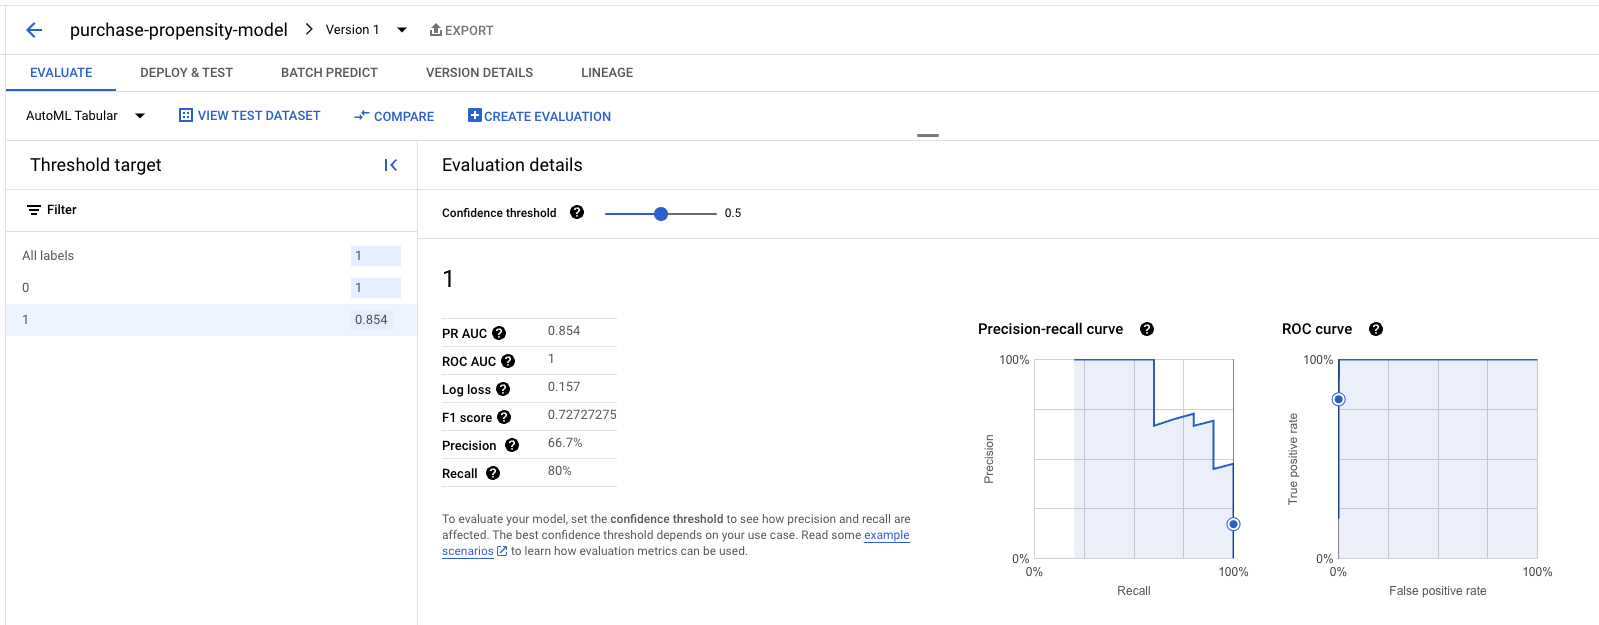 purchase-propensity-model > Version 1 EXPORT
EVALUATE DEPLOY & TEST BATCH PREDICT VERSION DETAILS LINEAGE
AutoML Tabular VIEW TEST DATASET COMPARE CREATE EVALUATION
Threshold target
Filter
All labels 1
0 1
1 0.854
Evaluation details
Confidence threshold ? 0.5
1
PR AUC ? 0.854
ROC AUC ? 1
Log loss ? 0.157
F1 score ? 0.72727275
Precision ? 66.7%
Recall ? 80%
To evaluate your model, set the confidence threshold to see how precision and recall are
affected. The best confidence threshold depends on your use case. Read some example
scenarios to learn how evaluation metrics can be used.
Precision-recall curve ?
100%
Precision
0%
0% 100%
Recall
ROC curve ?
100%
True positive rate
0%
0% 100%
False positive rate